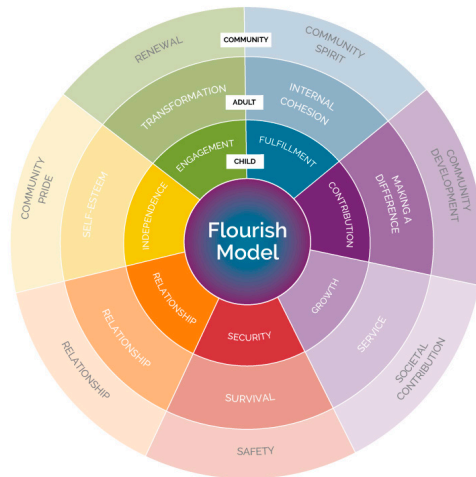 COMMUNITY
RENEWAL
COMMUNITY
SPIRIT
ADULT
TRANSFORMATION
INTERNAL
COHESION
CHILD
ENGAGEMENT
FULFILLMENT
COMMUNITY
PRIDE
SELF-ESTEEM
INDEPENDENCE
CONTRIBUTION
MAKING A
DIFFERENCE
COMMUNITY
DEVELOPMENT
Flourish
Model
RELATIONSHIP
RELATIONSHIP
RELATIONSHIP
GROWTH
SERVICE
SOCIETAL
CONTRIBUTION
SECURITY
SURVIVAL
SAFETY